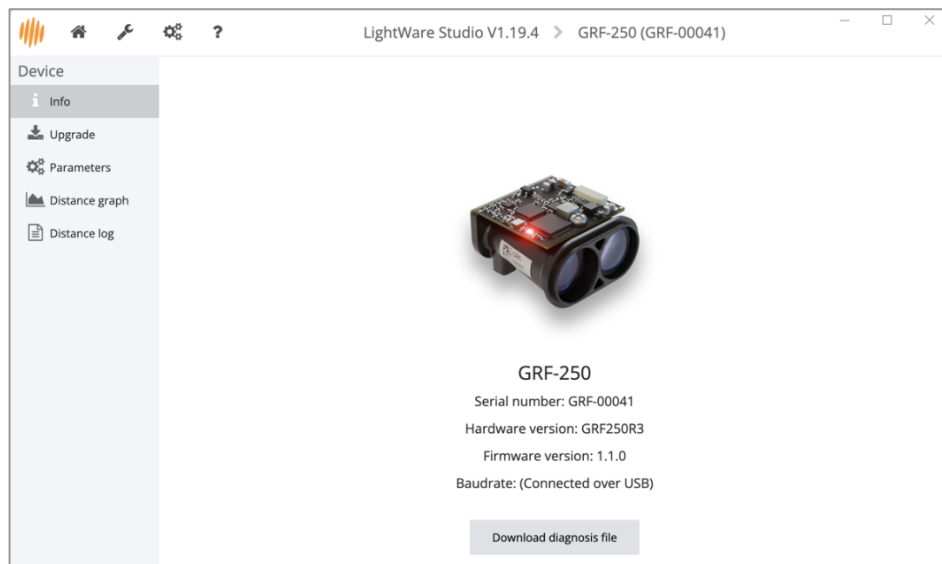 ?
LightWare Studio V1.19.4 > GRF-250 (GRF-00041)
Device
Info
Upgrade
Parameters
Distance graph
Distance log
GRF-250
Serial number: GRF-00041
Hardware version: GRF250R3
Firmware version: 1.1.0
Baudrate: (Connected over USB)
Download diagnosis file